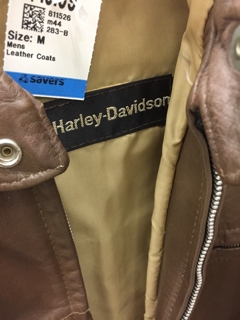 811526
m44
283-B
Size: M
Mens
Leather Coats
savers
Harley-Davidson